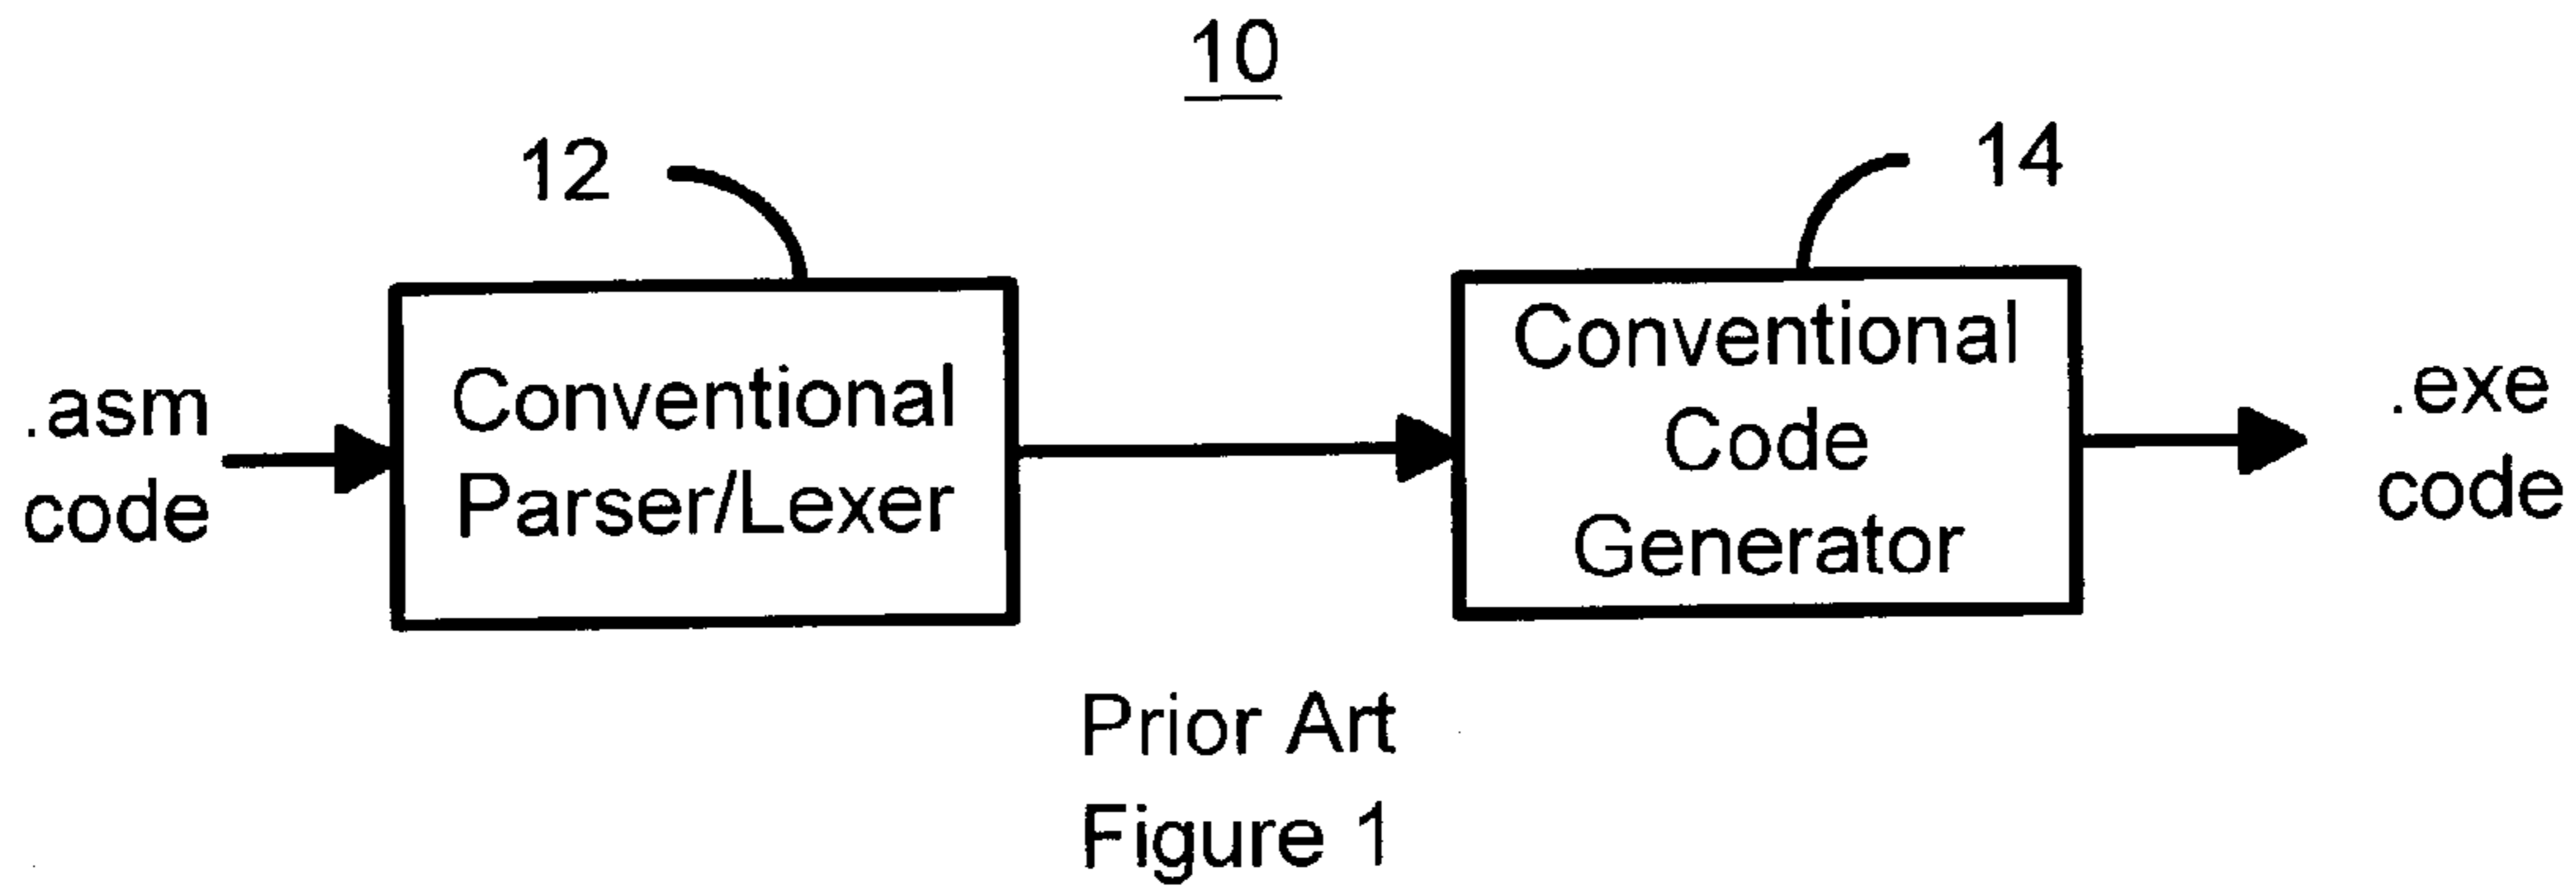 10
12
14
.asm
code
Conventional
Parser/Lexer
Conventional
Code
Generator
.exe
code
Prior Art
Figure 1